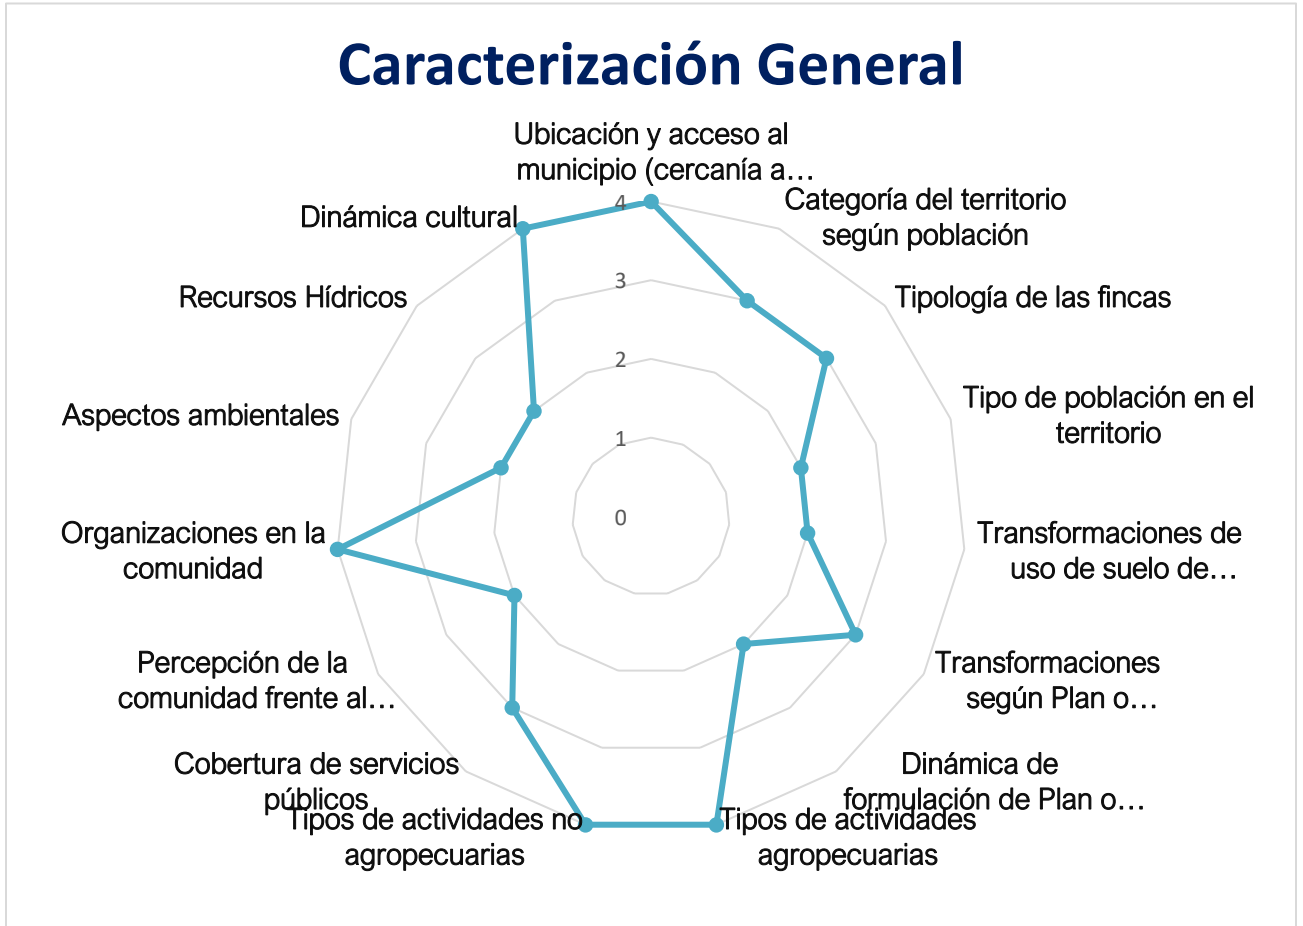 Caracterización General
Ubicación y acceso al
municipio (cercanía a…
Categoría del territorio
según población
Tipología de las fincas
Tipo de población en el
territorio
Transformaciones de
uso de suelo de…
Transformaciones
según Plan o…
Dinámica de
formulación de Plan o…
Tipos de actividades
agropecuarias
Tipos de actividades no
agropecuarias
Cobertura de servicios
públicos
Percepción de la
comunidad frente al…
Organizaciones en la
comunidad
Aspectos ambientales
Recursos Hídricos
Dinámica cultural
4
3
2
1
0